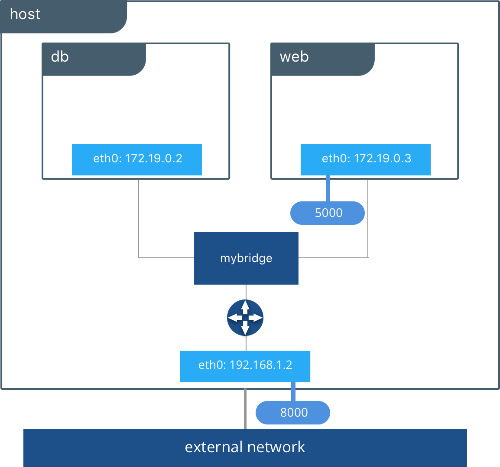 host
db
web
eth0: 172.19.0.2
eth0: 172.19.0.3
5000
mybridge
eth0: 192.168.1.2
8000
external network